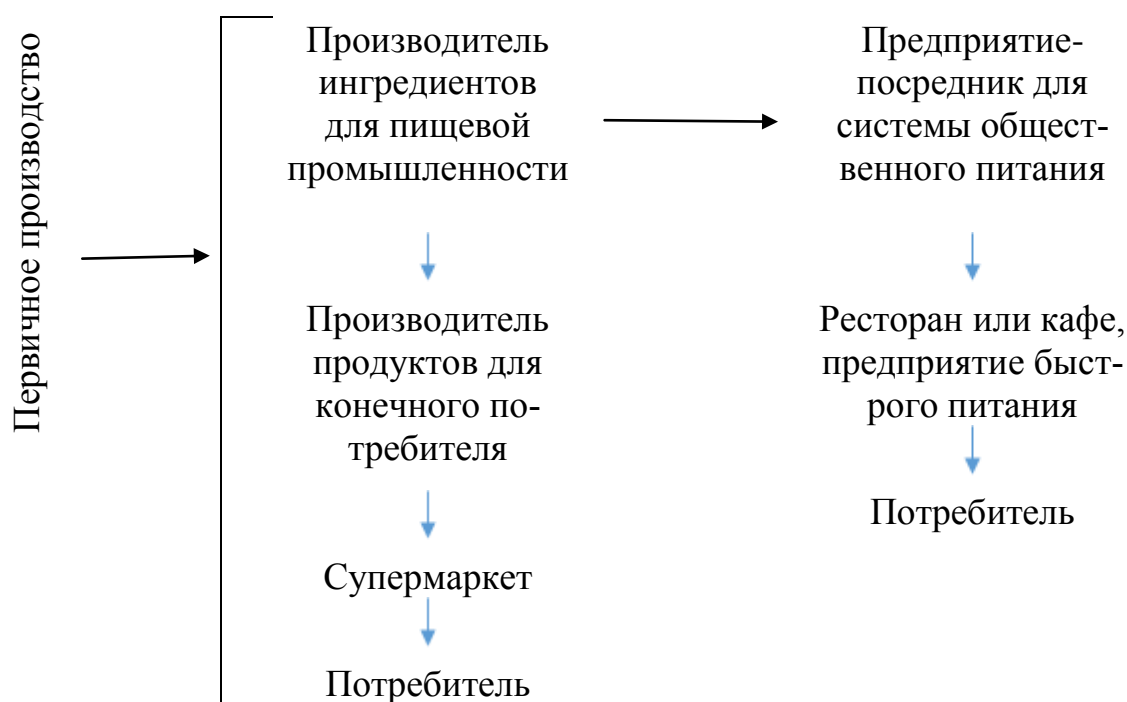 Первичное производство
Производитель
ингредиентов
для пищевой
промышленности
Предприятие-
посредник для
системы общест-
венного питания
Производитель
продуктов для
конечного по-
требителя
Ресторан или кафе,
предприятие быст-
рого питания
Супермаркет
Потребитель
Потребитель